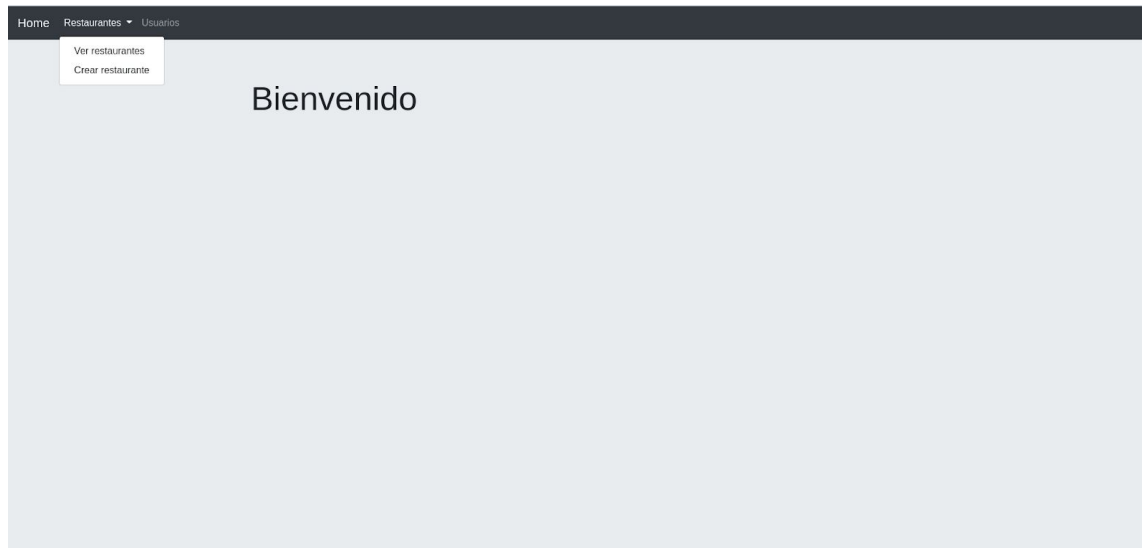 Home Restaurantes Usuarios
Ver restaurantes
Crear restaurante
Bienvenido